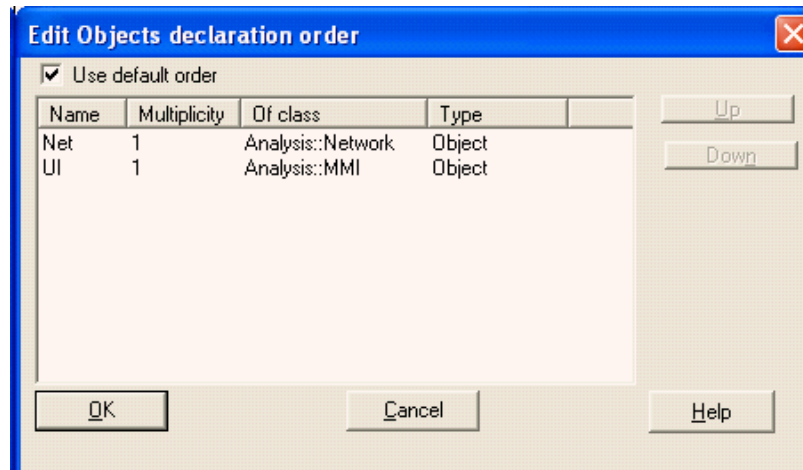 Edit Objects declaration order
Use default order
Name Multiplicity Of class Type
Up
Net 1 Analysis::Network Object
Down
UI 1 Analysis::MMI Object
OK Cancel Help